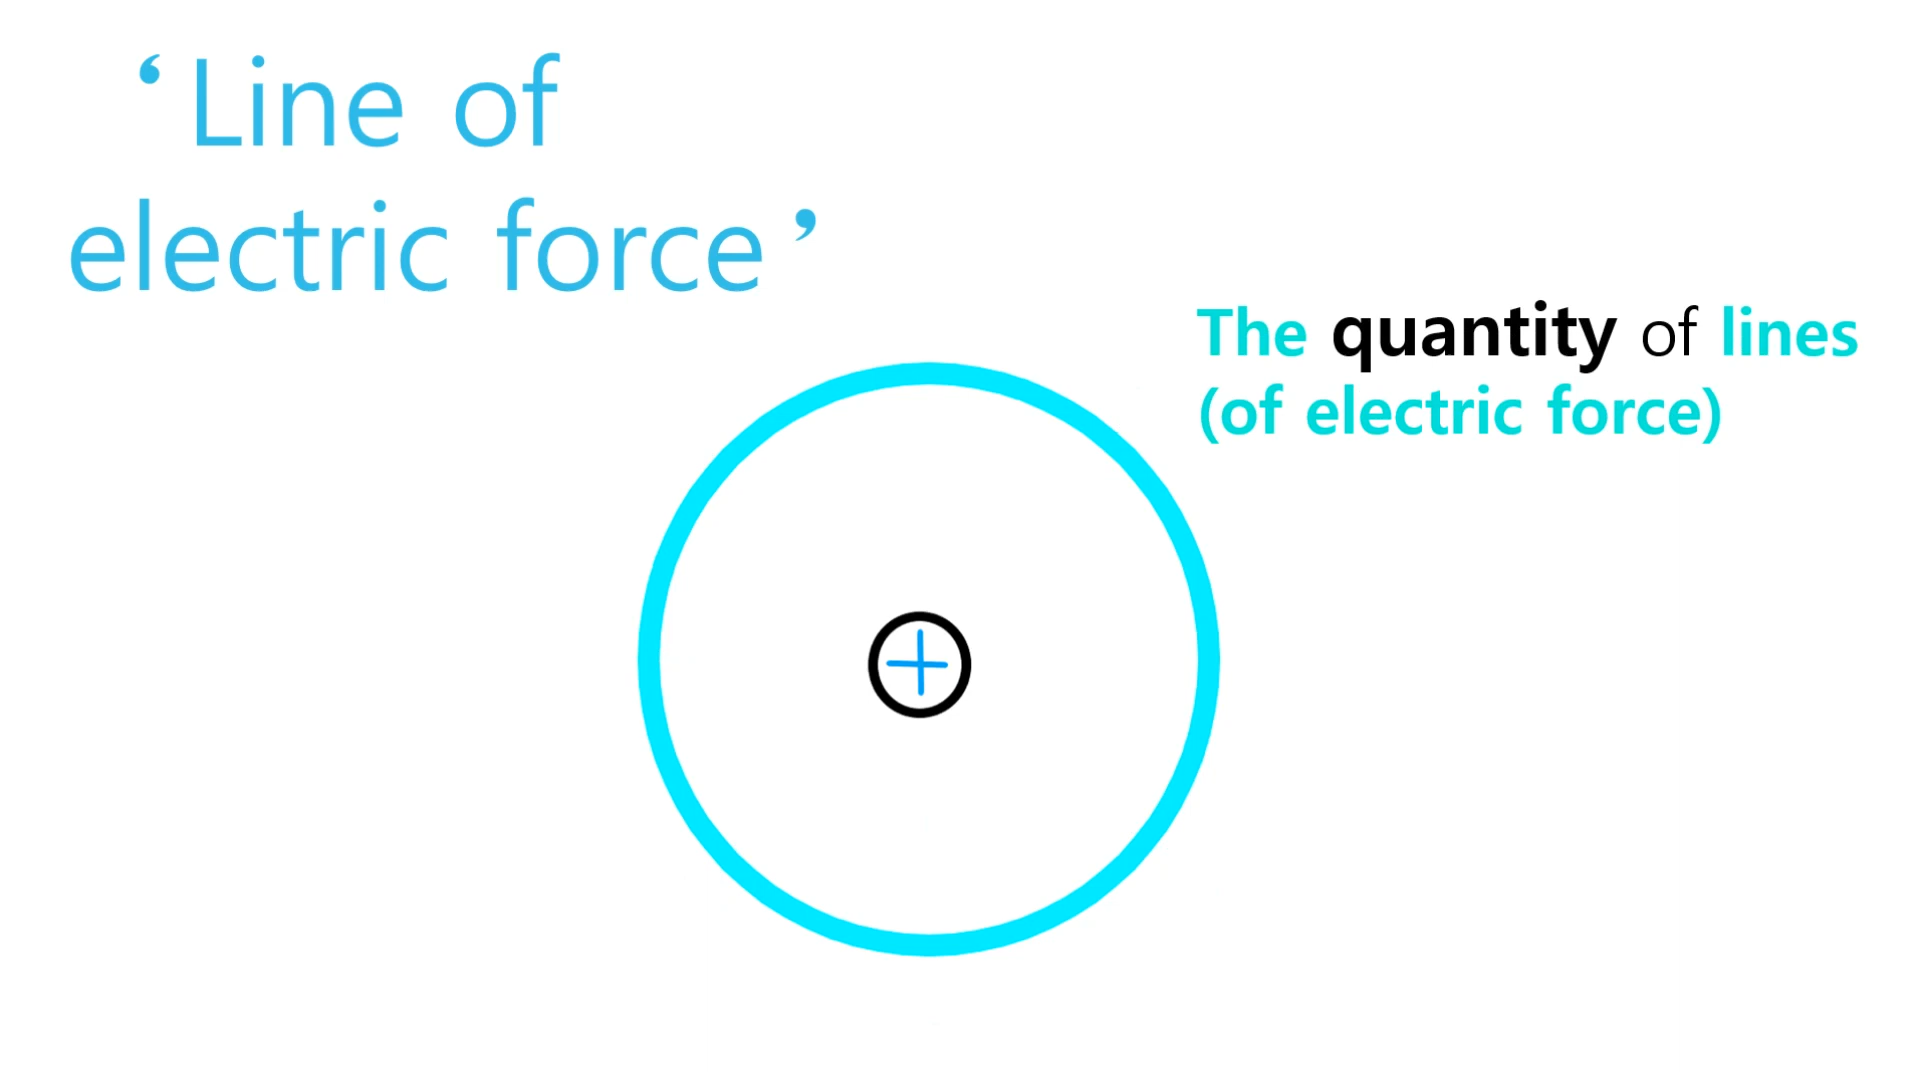 ‘Line of
electric force’
The quantity of lines
(of electric force)
+